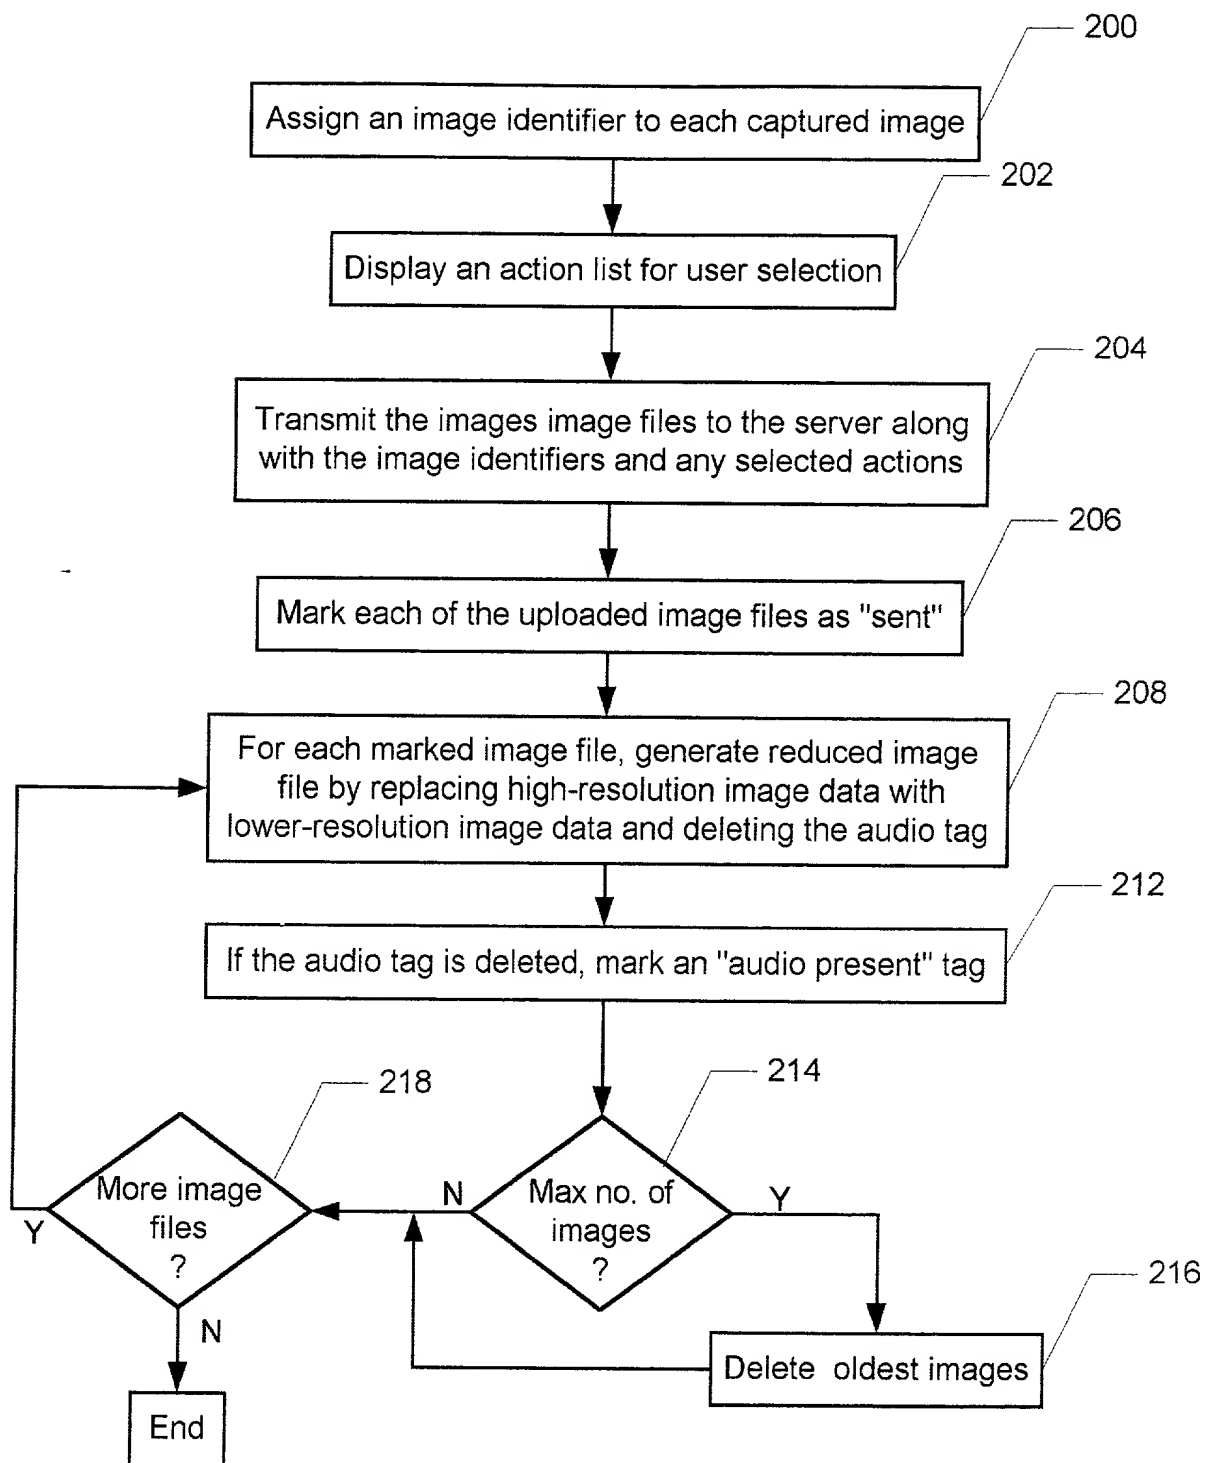 200
Assign an image identifier to each captured image
202
Display an action list for user selection
204
Transmit the images image files to the server along
with the image identifiers and any selected actions
206
Mark each of the uploaded image files as "sent"
208
For each marked image file, generate reduced image
file by replacing high-resolution image data with
lower-resolution image data and deleting the audio tag
212
If the audio tag is deleted, mark an "audio present" tag
218
214
More image
files
?
Y
N
Max no. of
images
?
N
Y
216
Delete oldest images
End